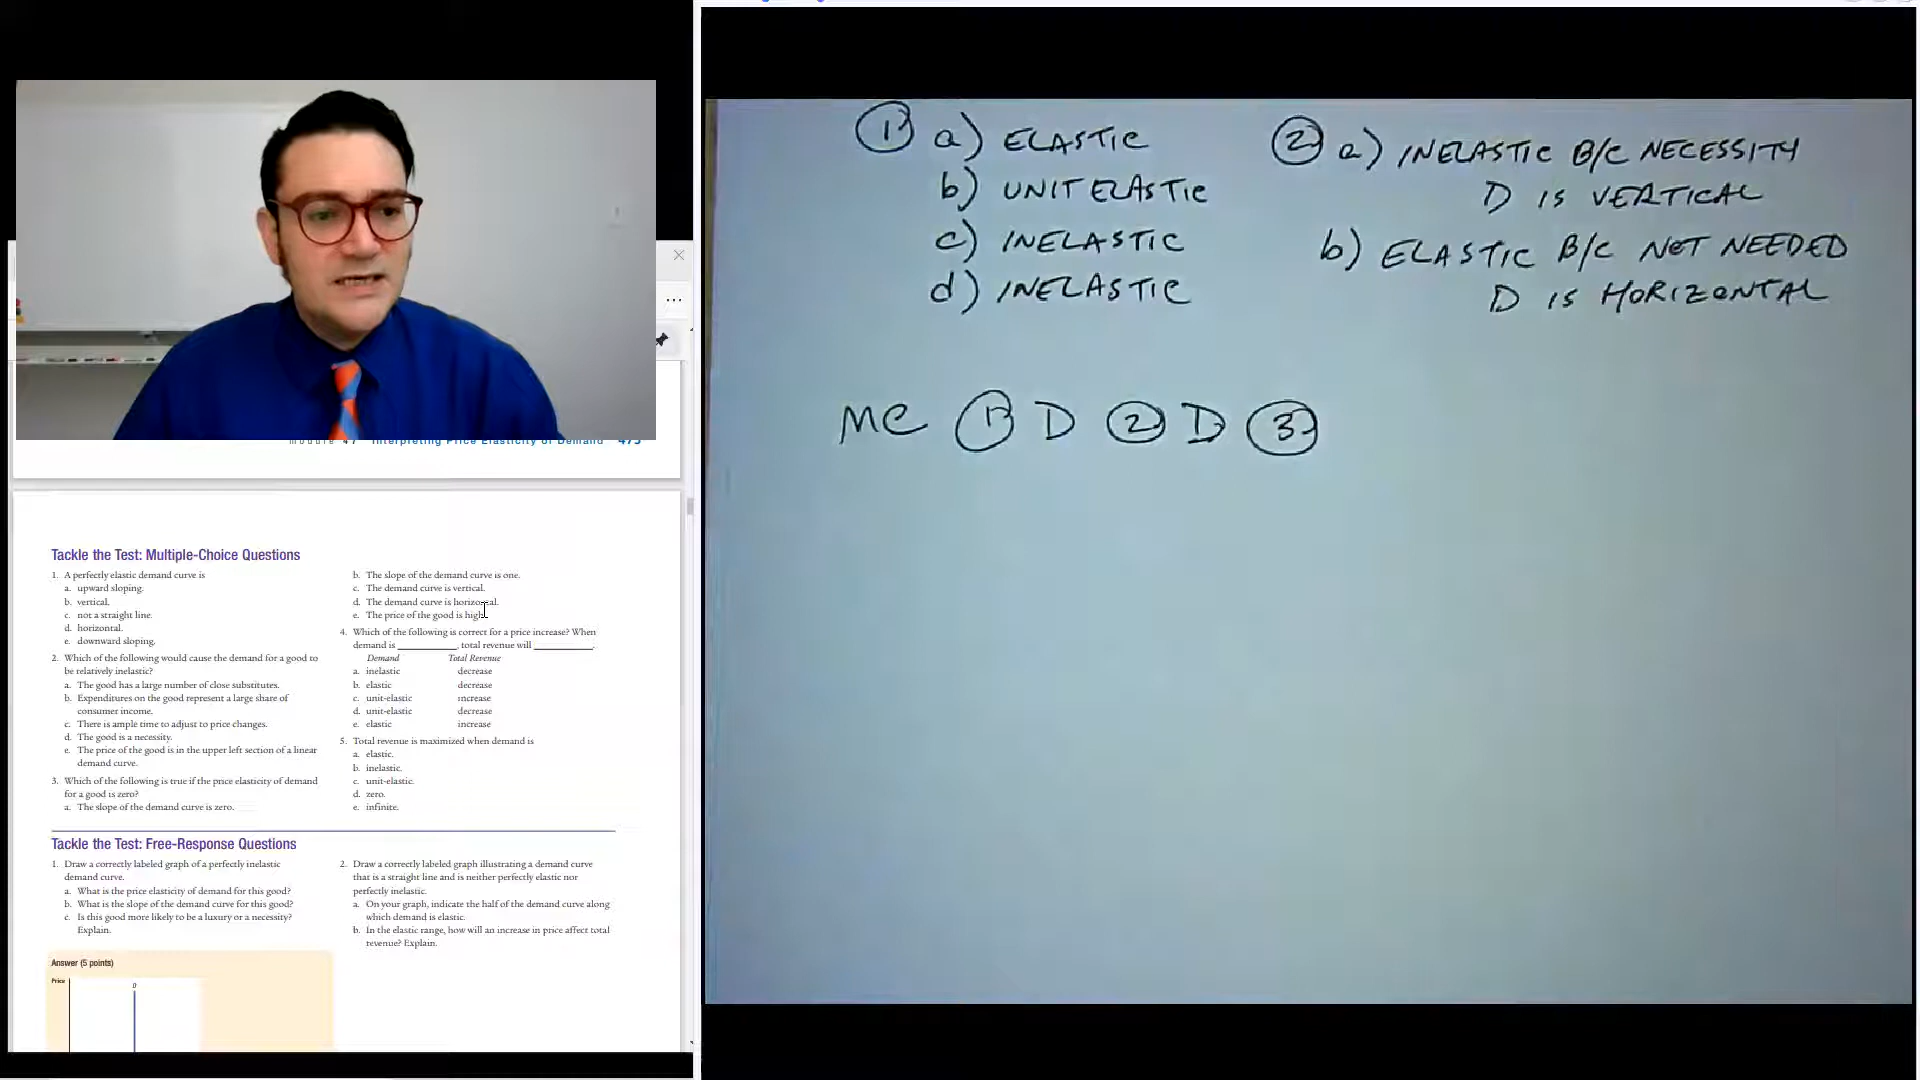 module 47 Interpreting Price Elasticity of Demand 475
Tackle the Test: Multiple-Choice Questions
1. A perfectly elastic demand curve is
a. upward sloping.
b. vertical.
c. not a straight line.
d. horizontal.
e. downward sloping.
2. Which of the following would cause the demand for a good to
be relatively inelastic?
a. The good has a large number of close substitutes.
b. Expenditures on the good represent a large share of
consumer income.
c. There is ample time to adjust to price changes.
d. The good is a necessity.
e. The price of the good is in the upper left section of a linear
demand curve.
3. Which of the following is true if the price elasticity of demand
for a good is zero?
a. The slope of the demand curve is zero.
b. The slope of the demand curve is one.
c. The demand curve is vertical.
d. The demand curve is horizontal.
e. The price of the good is high.
4. Which of the following is correct for a price increase? When
demand is ____________, total revenue will ____________.
Demand Total Revenue
a. inelastic decrease
b. elastic decrease
c. unit-elastic increase
d. unit-elastic decrease
e. elastic increase
5. Total revenue is maximized when demand is
a. elastic.
b. inelastic.
c. unit-elastic.
d. zero.
e. infinite.
Tackle the Test: Free-Response Questions
1. Draw a correctly labeled graph of a perfectly inelastic
demand curve.
a. What is the price elasticity of demand for this good?
b. What is the slope of the demand curve for this good?
c. Is this good more likely to be a luxury or a necessity?
Explain.
2. Draw a correctly labeled graph illustrating a demand curve
that is a straight line and is neither perfectly elastic nor
perfectly inelastic.
a. On your graph, indicate the half of the demand curve along
which demand is elastic.
b. In the elastic range, how will an increase in price affect total
revenue? Explain.
Answer (5 points)
Price
D
1 a) ELASTIC
b) UNIT ELASTIC
c) INELASTIC
d) INELASTIC
2 a) INELASTIC B/C NECESSITY
D IS VERTICAL
b) ELASTIC B/C NOT NEEDED
D IS HORIZONTAL
MC 1 D 2 D 3